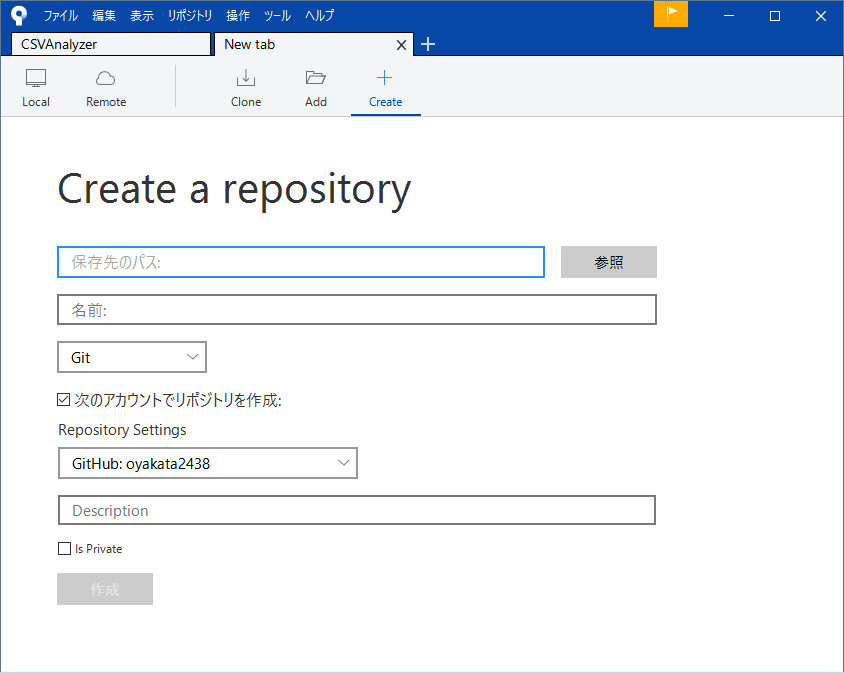 ファイル 編集 表示 リポジトリ 操作 ツール ヘルプ
CSVAnalyzer New tab
Local Remote Clone Add Create
Create a repository
保存先のパス: 参照
名前:
Git
次のアカウントでリポジトリを作成:
Repository Settings
GitHub: oyakata2438
Description
Is Private
作成